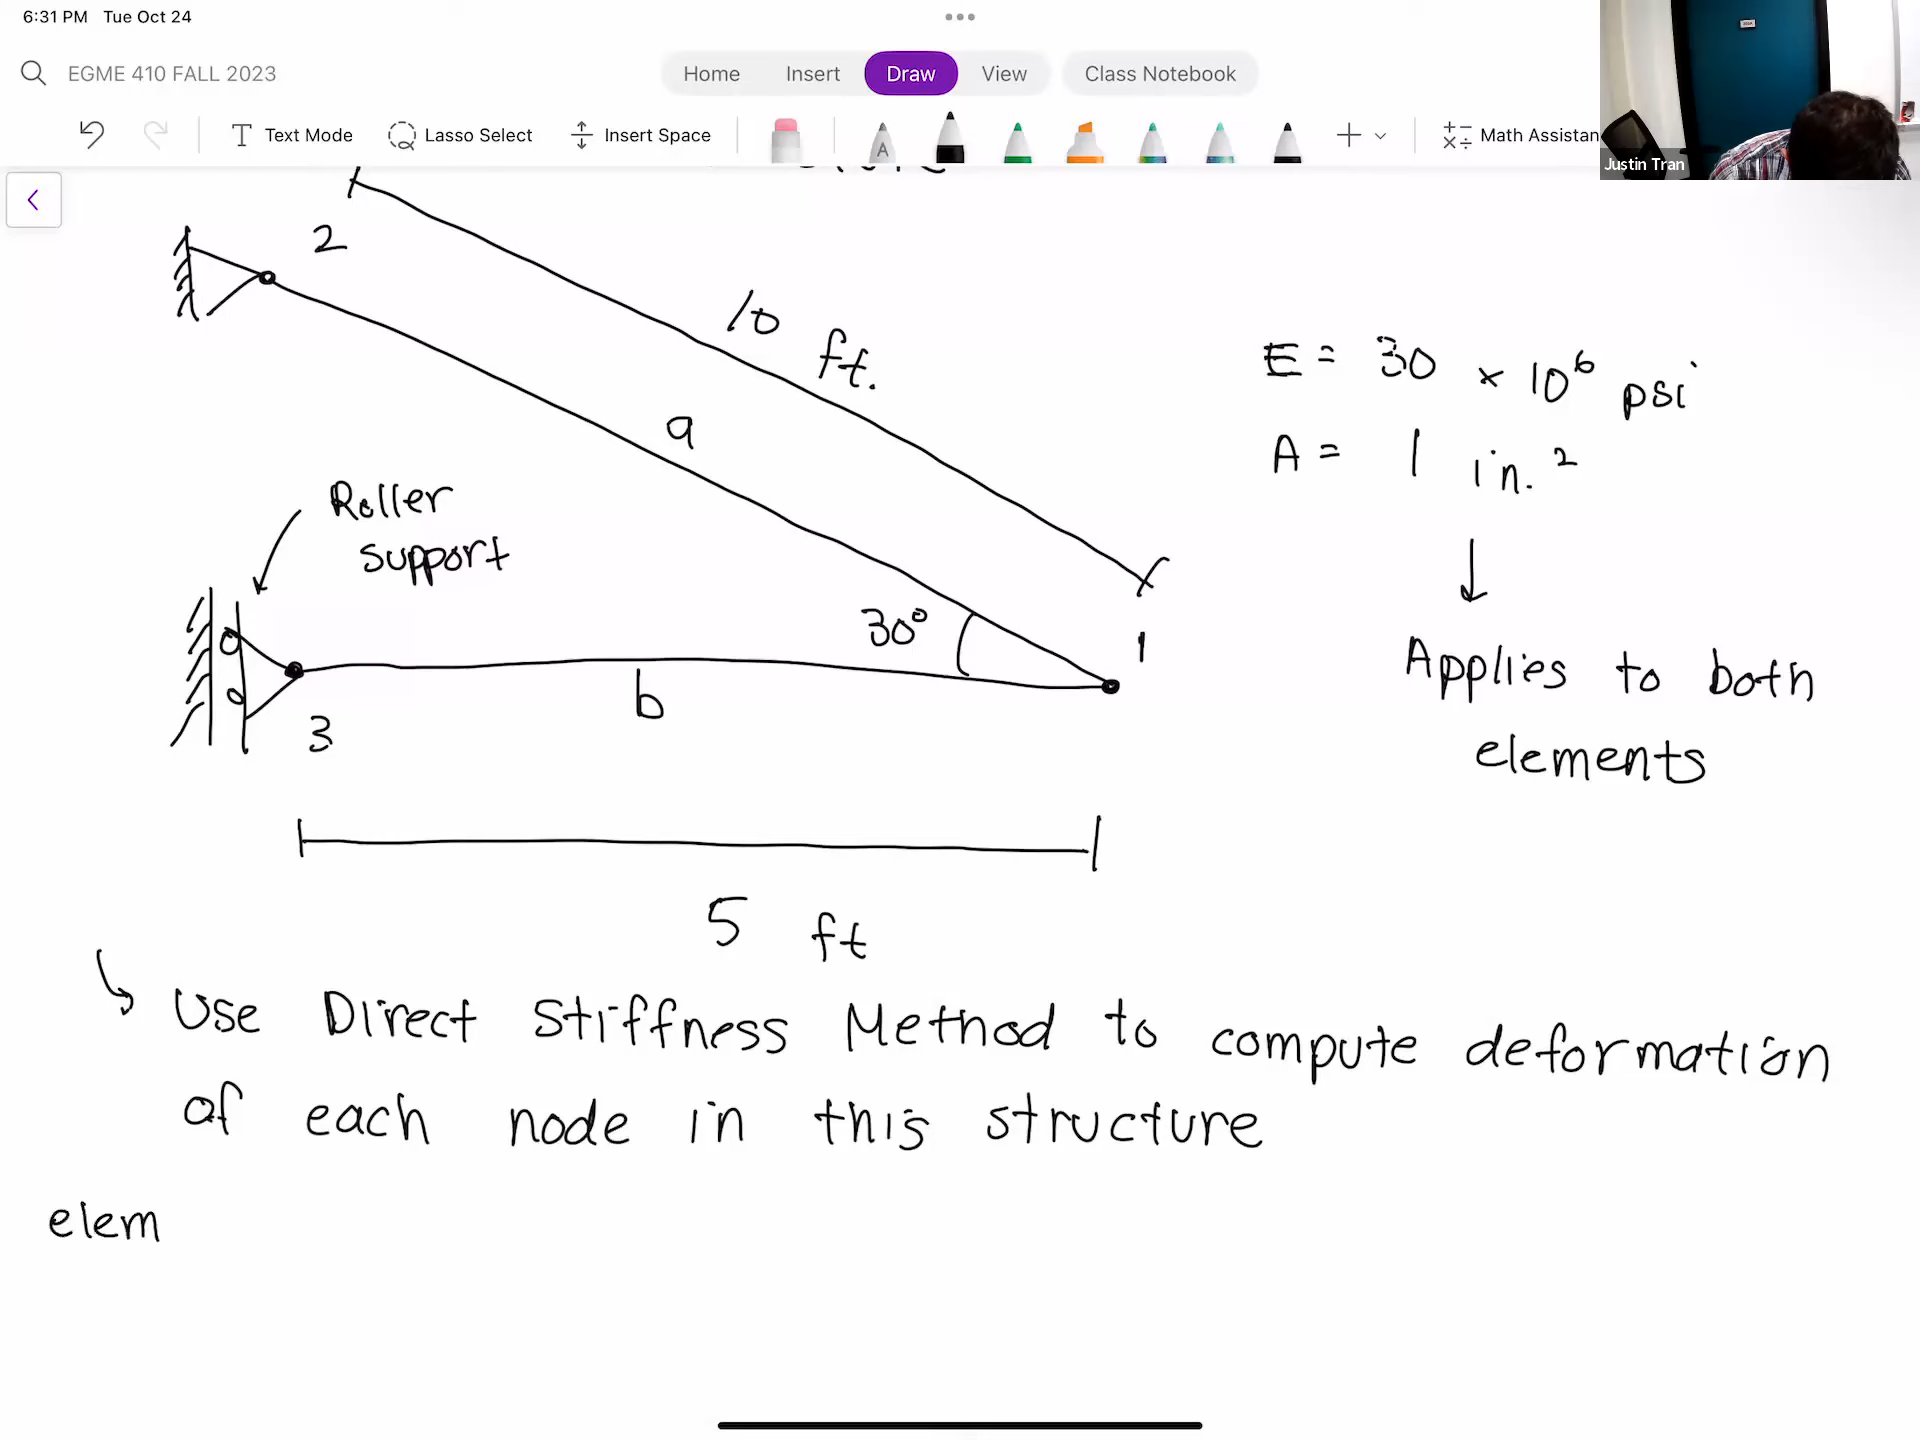 6:31 PM Tue Oct 24
EGME 410 FALL 2023
Home Insert Draw View Class Notebook
Text Mode Lasso Select Insert Space A Math Assistan
Justin Tran
2
10 ft.
a
E = 30 × 10⁶ psi
A = 1 in.²
Roller
support
30°
1
b
3
Applies to both
elements
5 ft
Use Direct Stiffness Method to compute deformation
of each node in this structure
elem